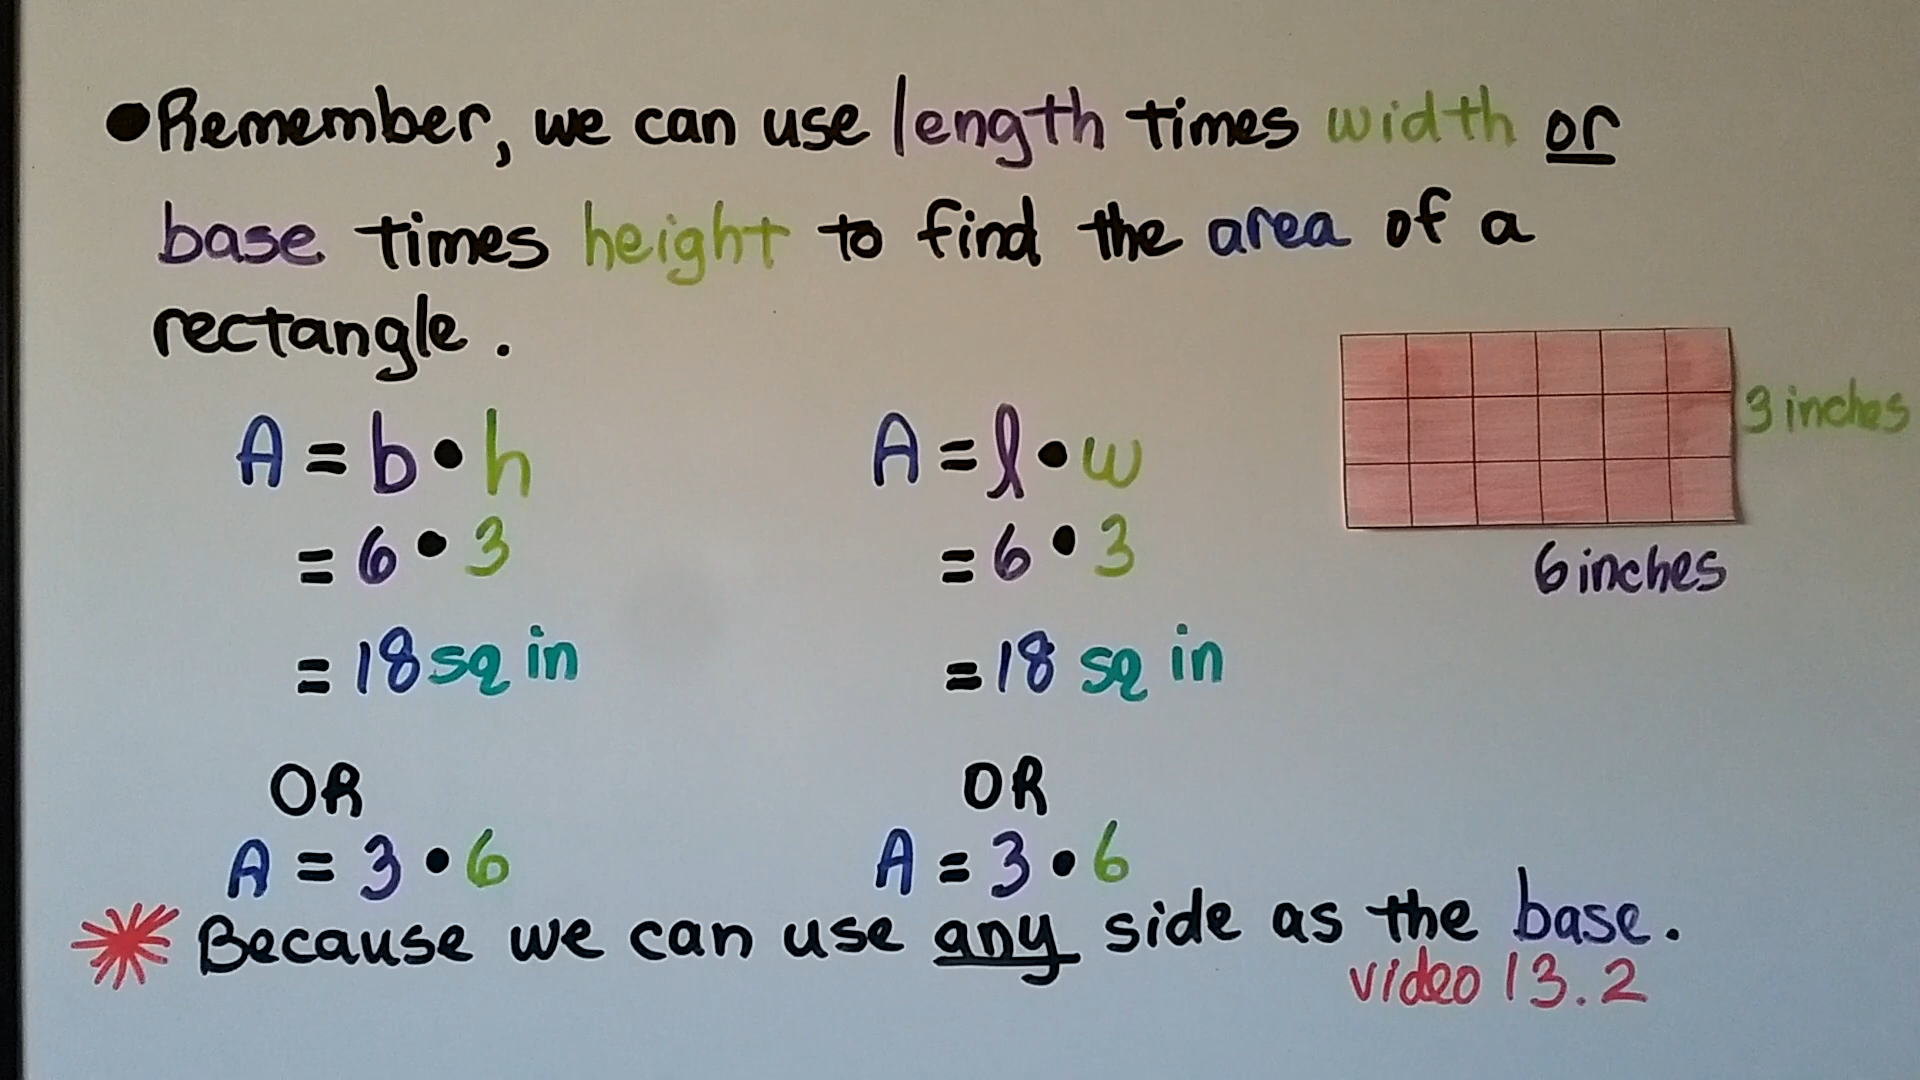 •Remember, we can use length times width or
base times height to find the area of a
rectangle.
A = b • h
= 6 • 3
= 18 sq in
OR
A = 3 • 6
A = l • w
= 6 • 3
= 18 sq in
OR
A = 3 • 6
3 inches
6 inches
Because we can use any side as the base.
video 13.2